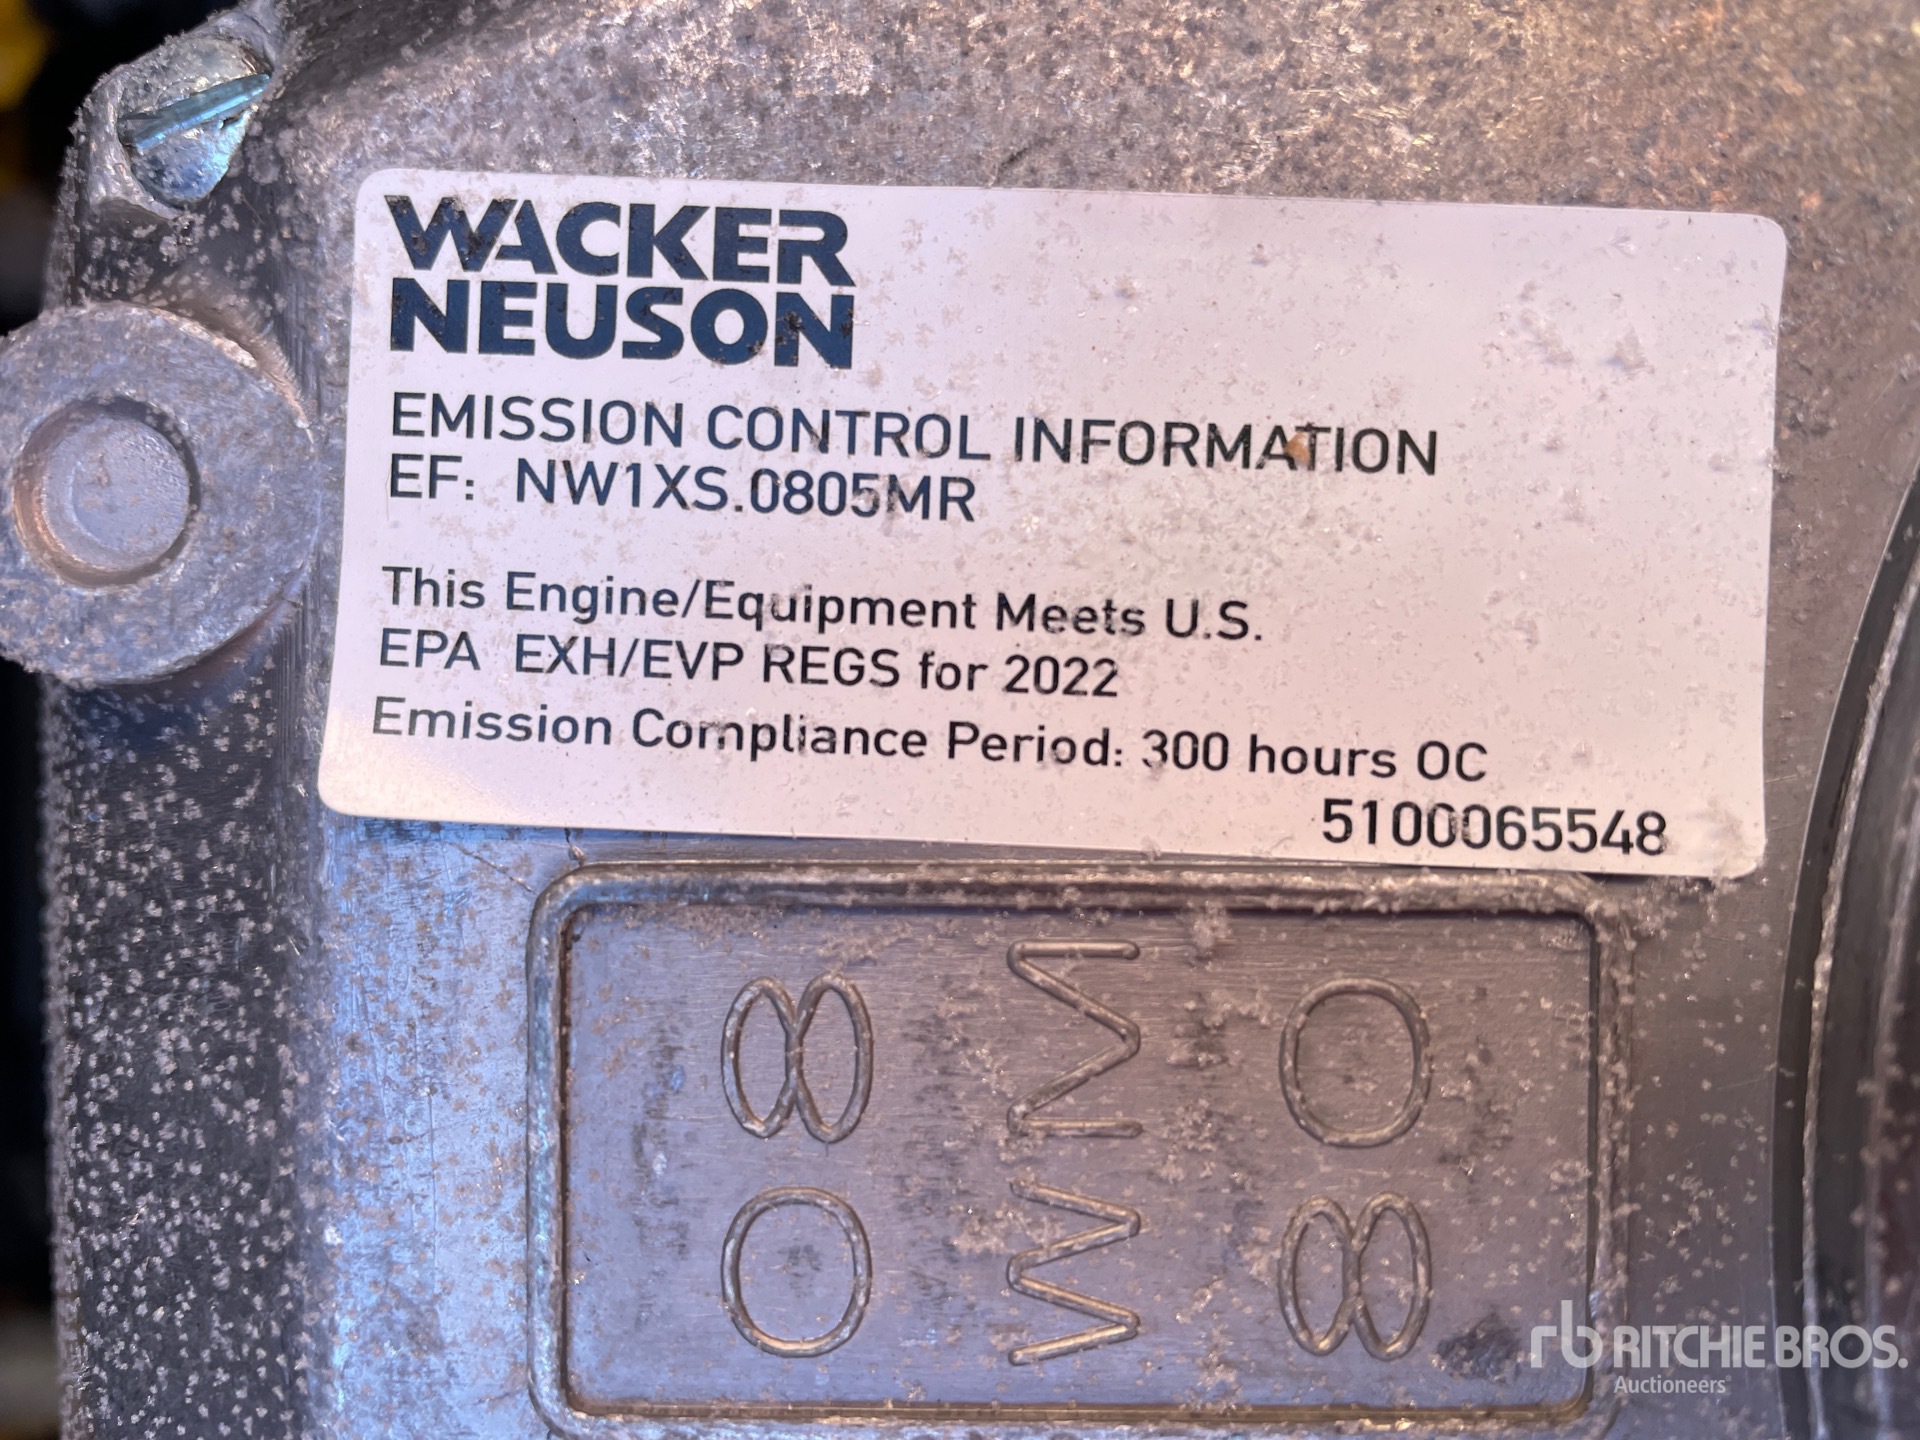 WACKER
NEUSON
EMISSION CONTROL INFORMATION
EF: NW1XS.0805MR
This Engine/Equipment Meets U.S.
EPA EXH/EVP REGS for 2022
Emission Compliance Period: 300 hours OC
5100065548
08
WM
80
rb RITCHIE BROS.
Auctioneers